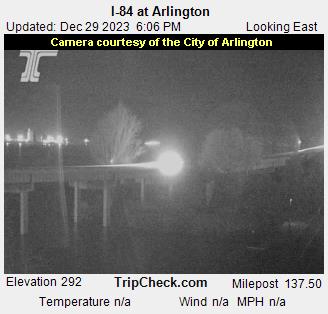 I-84 at Arlington
Updated: Dec 29 2023 6:06 PM Looking East
Camera courtesy of the City of Arlington
Elevation 292 TripCheck.com Milepost 137.50
Temperature n/a Wind n/a MPH n/a